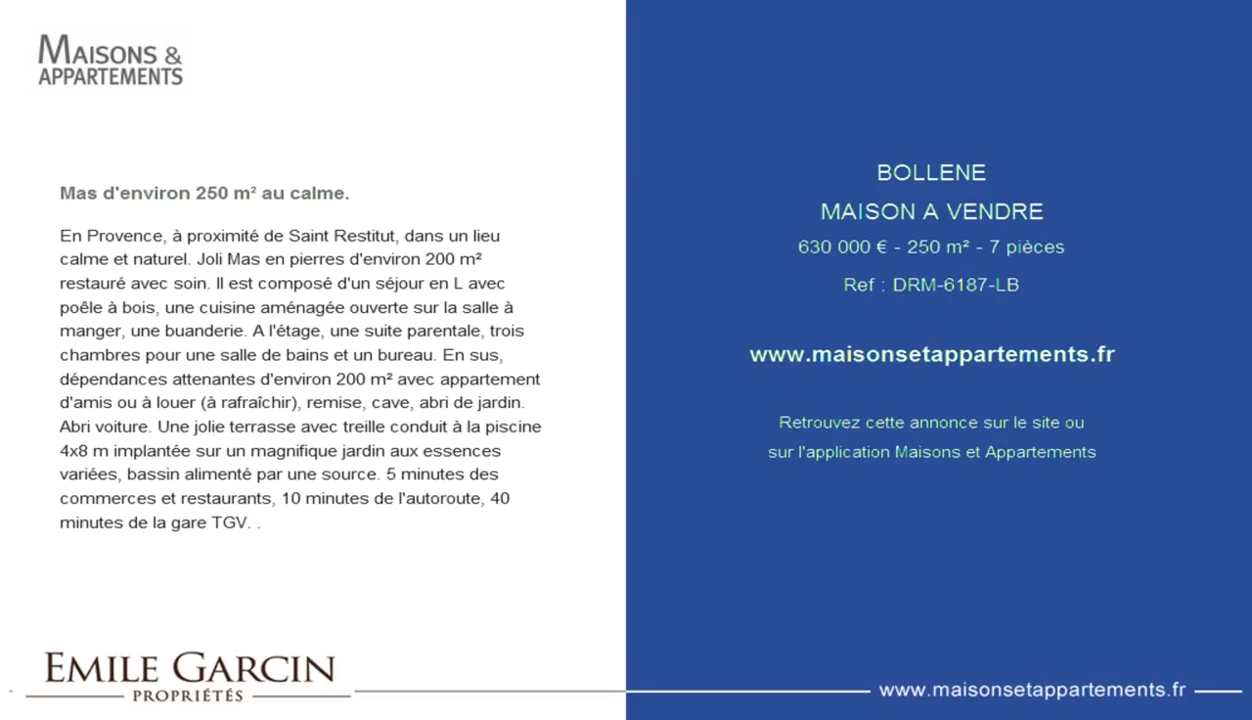 MAISONS &
APPARTEMENTS
Mas d'environ 250 m² au calme.
En Provence, à proximité de Saint Restitut, dans un lieu
calme et naturel. Joli Mas en pierres d'environ 200 m²
restauré avec soin. Il est composé d'un séjour en L avec
poêle à bois, une cuisine aménagée ouverte sur la salle à
manger, une buanderie. A l'étage, une suite parentale, trois
chambres pour une salle de bains et un bureau. En sus,
dépendances attenantes d'environ 200 m² avec appartement
d'amis ou à louer (à rafraîchir), remise, cave, abri de jardin.
Abri voiture. Une jolie terrasse avec treille conduit à la piscine
4x8 m implantée sur un magnifique jardin aux essences
variées, bassin alimenté par une source. 5 minutes des
commerces et restaurants, 10 minutes de l'autoroute, 40
minutes de la gare TGV. .
EMILE GARCIN
PROPRIÉTÉS
BOLLENE
MAISON A VENDRE
630 000 € - 250 m² - 7 pièces
Ref : DRM-6187-LB
www.maisonsetappartements.fr
Retrouvez cette annonce sur le site ou
sur l'application Maisons et Appartements
www.maisonsetappartements.fr